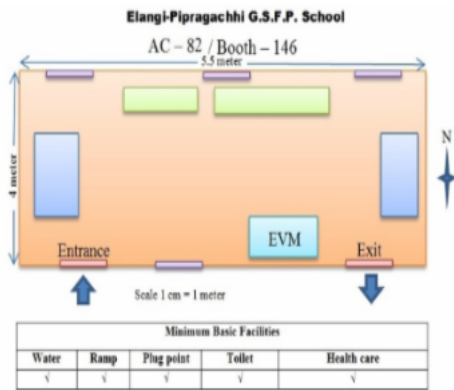 Elangi-Pipragachhi G.S.F.P. School
AC – 82 / Booth – 146
5.5 meter
4 meter
N
Entrance
EVM
Exit
Scale 1 cm = 1 meter
Minimum Basic Facilities
Water Ramp Plug point Toilet Health care
√ √ √ √ √